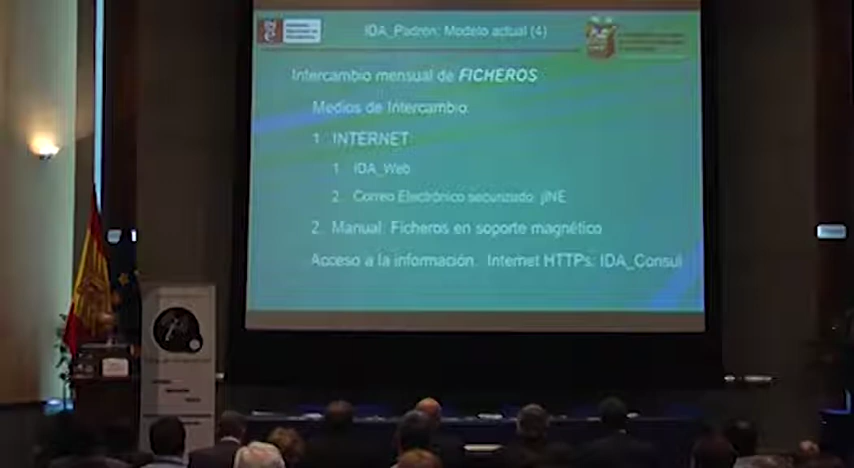 IDA_Padron: Modelo actual (4)
Intercambio mensual de FICHEROS
Medios de Intercambio:
1. INTERNET:
1. IDA_Web
2. Correo Electrónico securizado: jINE
2. Manual: Ficheros en soporte magnético
Acceso a la información: Internet HTTPs: IDA_Consul